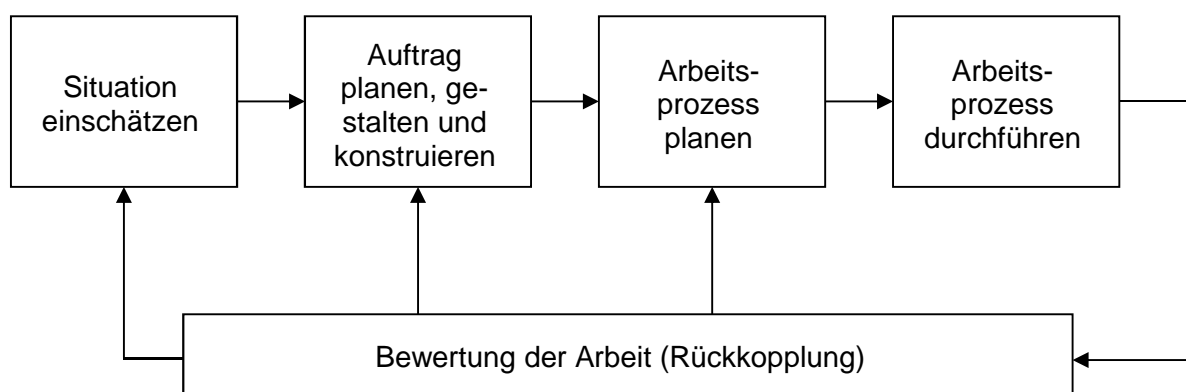 Situation
einschätzen
Auftrag
planen, ge-
stalten und
konstruieren
Arbeits-
prozess
planen
Arbeits-
prozess
durchführen
Bewertung der Arbeit (Rückkopplung)